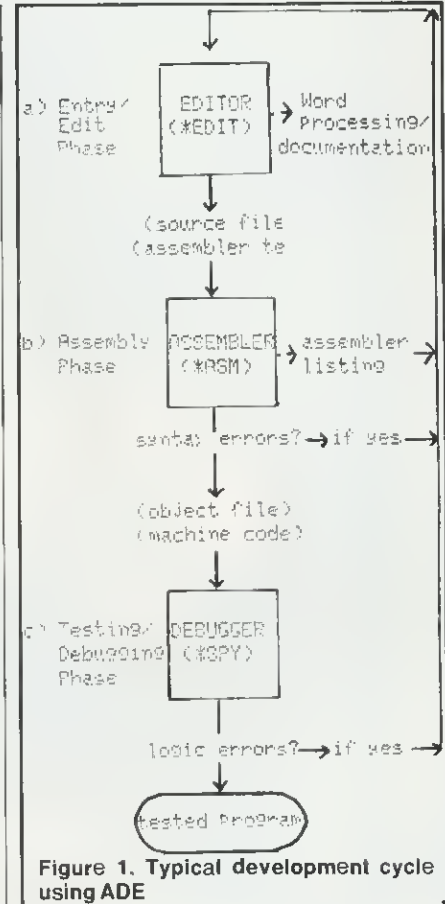 a) Entry/ EDITOR Word
Edit (*EDIT) Processing/
Phase documentation
(source file
(assembler te
b) Assembly ASSEMBLER assembler
Phase (*ASM) listing
syntax errors? if yes
(object file)
(machine code)
c) Testing/ DEBUGGER
Debugging (*SPY)
Phase
logic errors? if yes
tested Program
Figure 1. Typical development cycle
using ADE